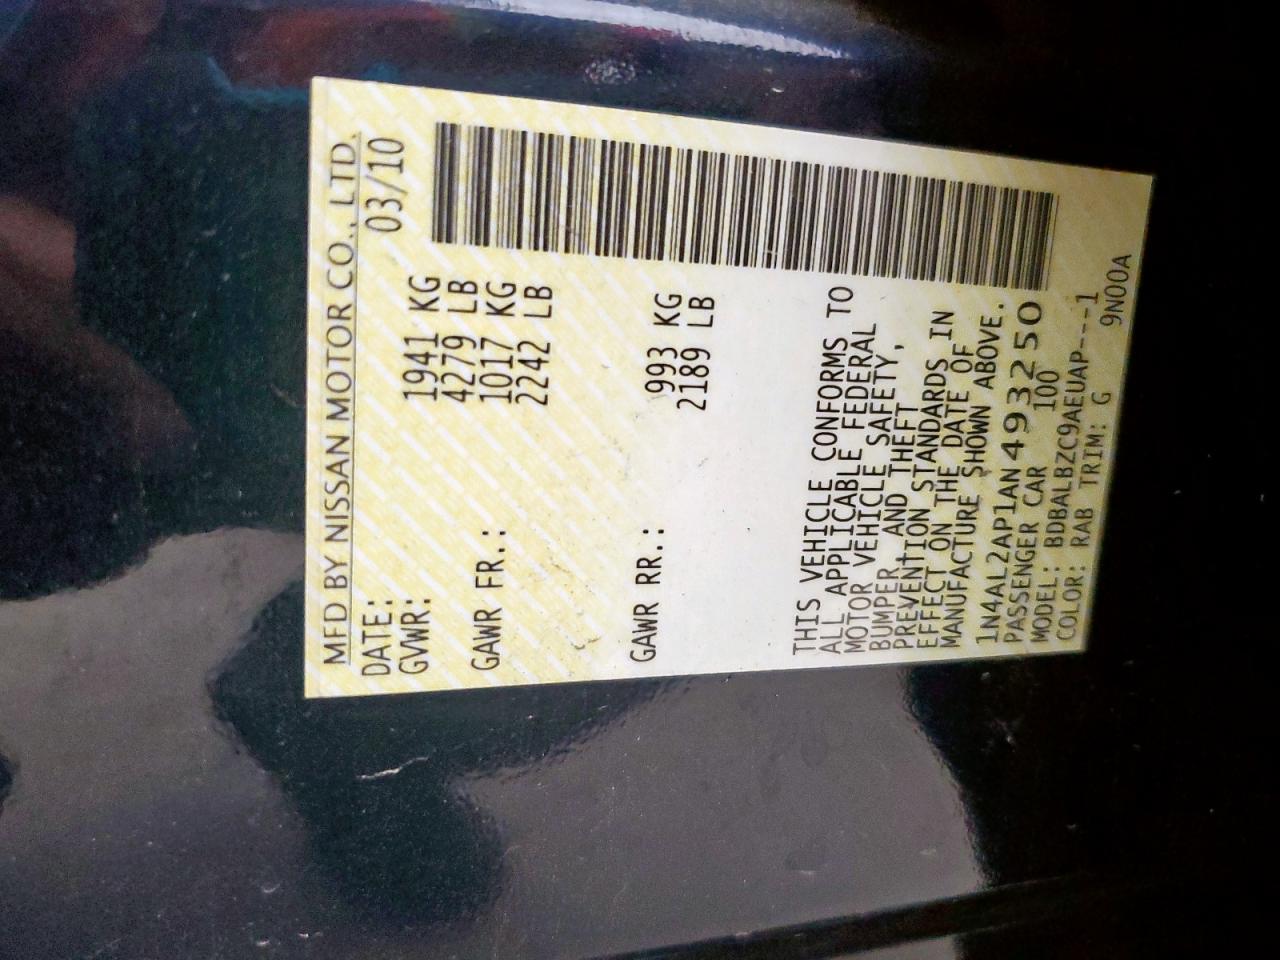 MFD BY NISSAN MOTOR CO., LTD.
DATE: 03/10
GVWR: 1941 KG
4279 LB
GAWR FR.: 1017 KG
2242 LB
GAWR RR.: 993 KG
2189 LB
THIS VEHICLE CONFORMS TO
ALL APPLICABLE FEDERAL
MOTOR VEHICLE SAFETY,
BUMPER, AND THEFT
PREVENTION STANDARDS IN
EFFECT ON THE DATE OF
MANUFACTURE SHOWN ABOVE.
1N4AL2AP1AN493250
PASSENGER CAR 100
MODEL: BDBALBZC9AEUAP---1
COLOR: RAB TRIM: G 9N00A